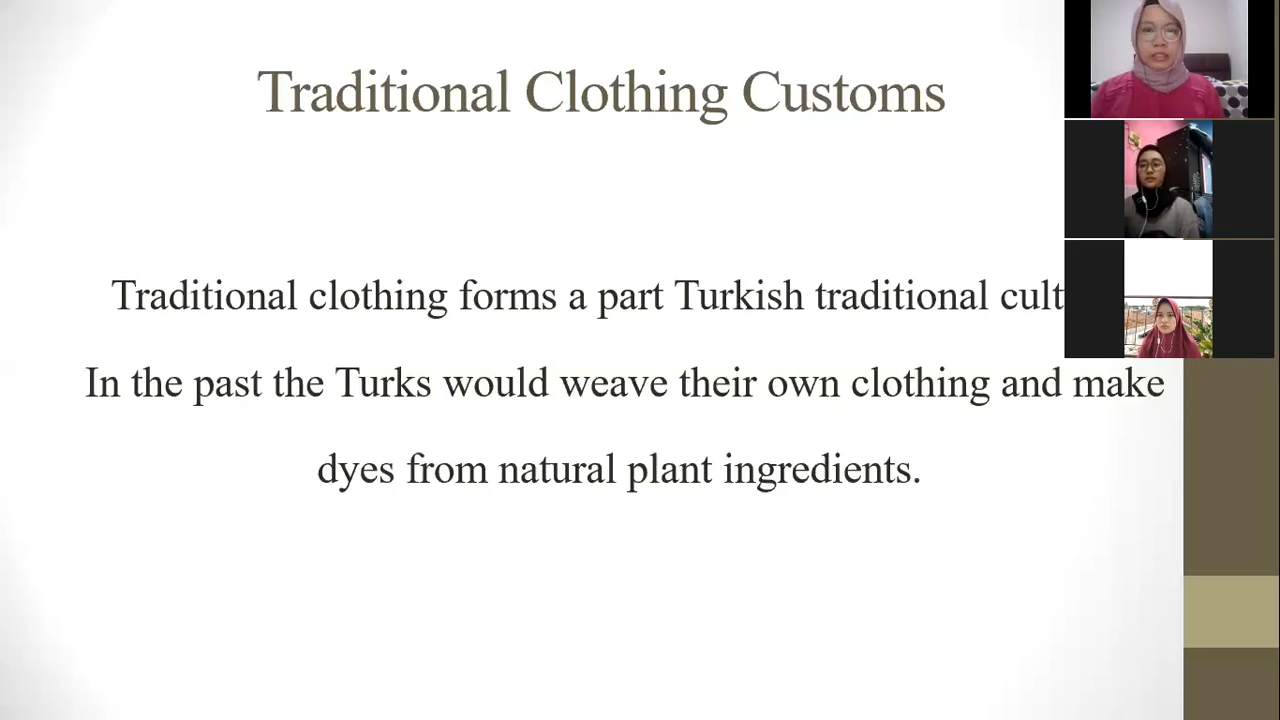 Traditional Clothing Customs
Traditional clothing forms a part Turkish traditional
In the past the Turks would weave their own clothing and make
dyes from natural plant ingredients.